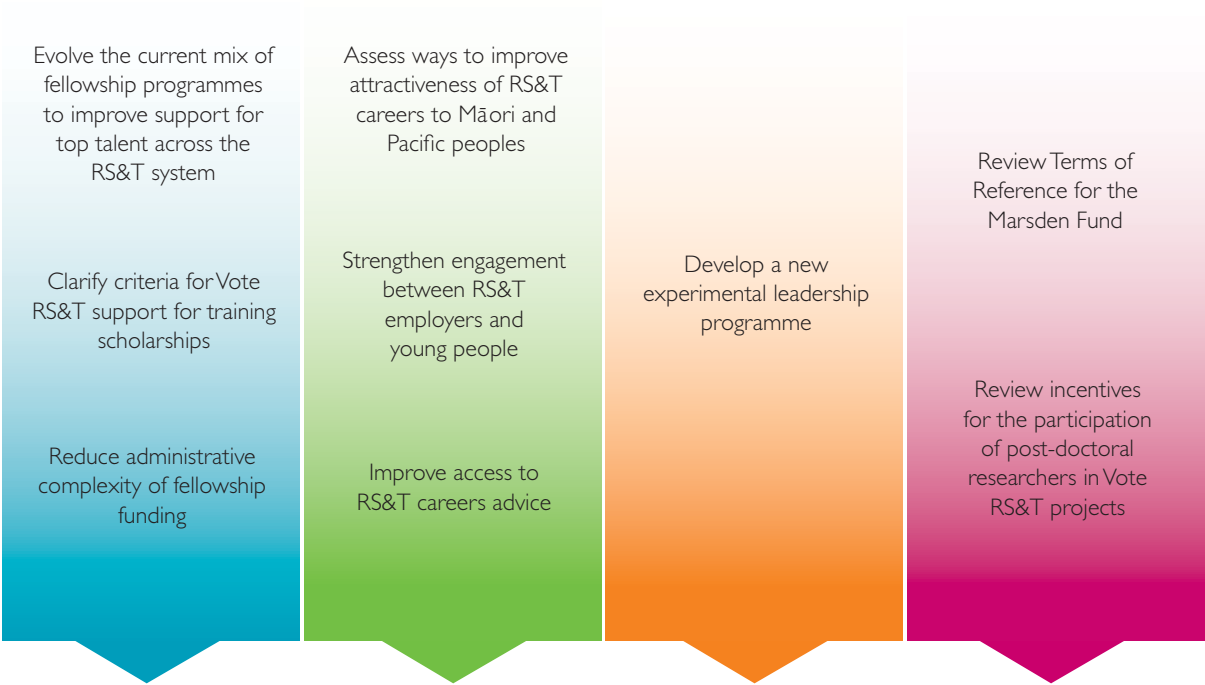 Evolve the current mix of
fellowship programmes
to improve support for
top talent across the
RS&T system
Clarify criteria for Vote
RS&T support for training
scholarships
Reduce administrative
complexity of fellowship
funding
Assess ways to improve
attractiveness of RS&T
careers to Māori and
Pacific peoples
Strengthen engagement
between RS&T
employers and
young people
Improve access to
RS&T careers advice
Develop a new
experimental leadership
programme
Review Terms of
Reference for the
Marsden Fund
Review incentives
for the participation
of post-doctoral
researchers in Vote
RS&T projects